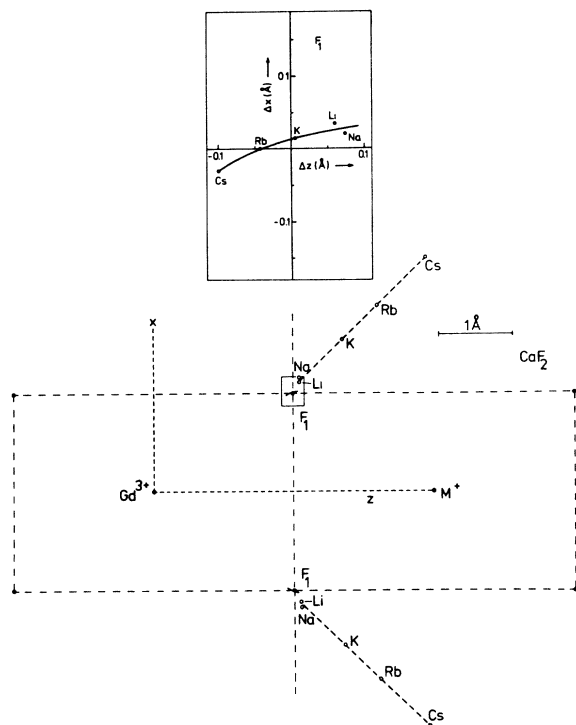 F1
0.1
Δx (Å)
Li
K
Na
Rb
-0.1
0.1
Cs
Δz (Å)
-0.1
Cs
Rb
1Å
x
K
CaF2
Na
Li
F1
Gd3+
z
M+
F1
Li
Na
K
Rb
Cs